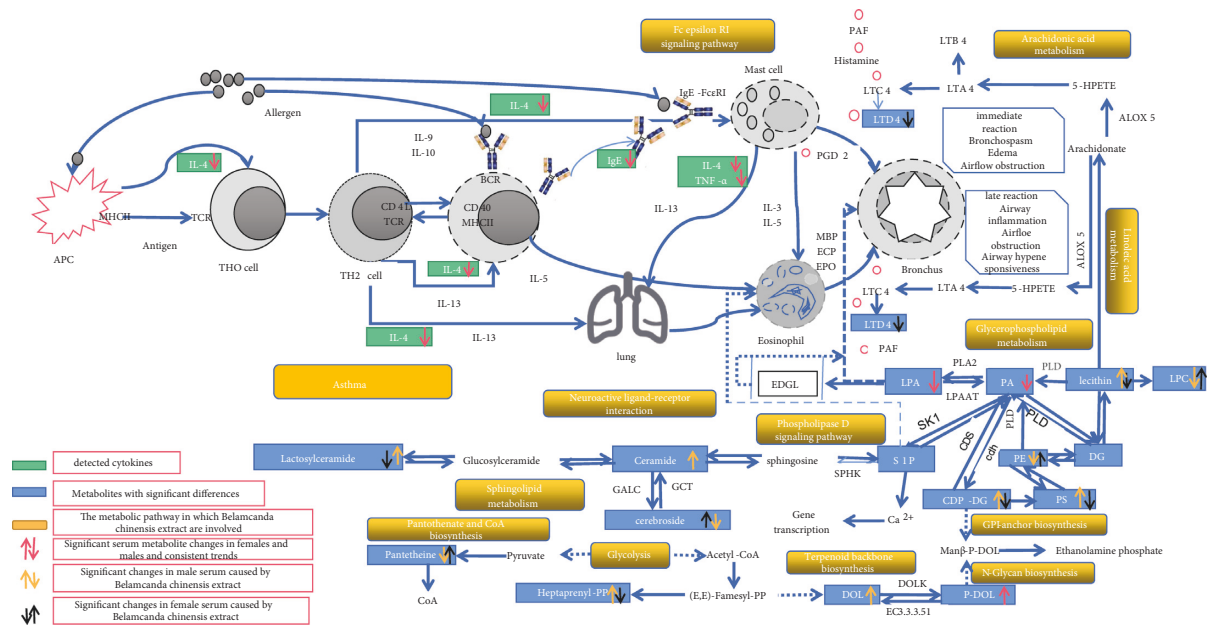 Fc epsilon RI
signaling pathway
PAF
Histamine
LTB 4
Arachidonic acid
metabolism
Mast cell
IgE -FcεRI
LTC 4
LTA 4
5-HPETE
Allergen
IL-4
LTD 4
ALOX 5
IL-9
IL-10
immediate
reaction
Bronchospasm
Edema
Airflow obstruction
Arachidonate
IL-4
IgE
IL-4
TNF -α
PGD 2
BCR
MHCII
TCR
CD 4L
TCR
CD 40
MHCII
IL-13
IL-3
IL-5
late reaction
Airway
inflammation
Airfloe
obstruction
Airway hypene
sponsiveness
ALOX 5
Linoleic acid
metabolism
Antigen
APC
THO cell
TH2 cell
IL-4
IL-13
IL-5
MBP
ECP
EPO
Bronchus
LTC 4
LTA 4
5-HPETE
IL-4
IL-13
lung
Eosinophil
LTD 4
PAF
Glycerophospholipid
metabolism
Asthma
EDGL
LPA
PLA2
LPAAT
PA
PLD
lecithin
LPC
Neuroactive ligand-receptor
interaction
Phospholipase D
signaling pathway
SK1
CDS
cdh
PLD
PLD
detected cytokines
Lactosylceramide
Glucosylceramide
Ceramide
sphingosine
SPHK
S 1P
PE
DG
Metabolites with significant differences
Sphingolipid
metabolism
GALC
GCT
CDP -DG
PS
The metabolic pathway in which Belamcanda
chinensis extract are involved
Pantothenate and CoA
biosynthesis
cerebroside
Gene
transcription
Ca 2+
GPI-anchor biosynthesis
Significant serum metabolite changes in females and
males and consistent trends
Pantetheine
Pyruvate
Glycolysis
Acetyl -CoA
Terpenoid backbone
biosynthesis
Manβ-P-DOL
Ethanolamine phosphate
Significant changes in male serum caused by
Belamcanda chinensis extract
N-Glycan biosynthesis
CoA
Heptaprenyl -PP
(E,E)-Famesyl-PP
DOL
DOLK
EC3.3.3.51
P-DOL
Significant changes in female serum caused by
Belamcanda chinensis extract